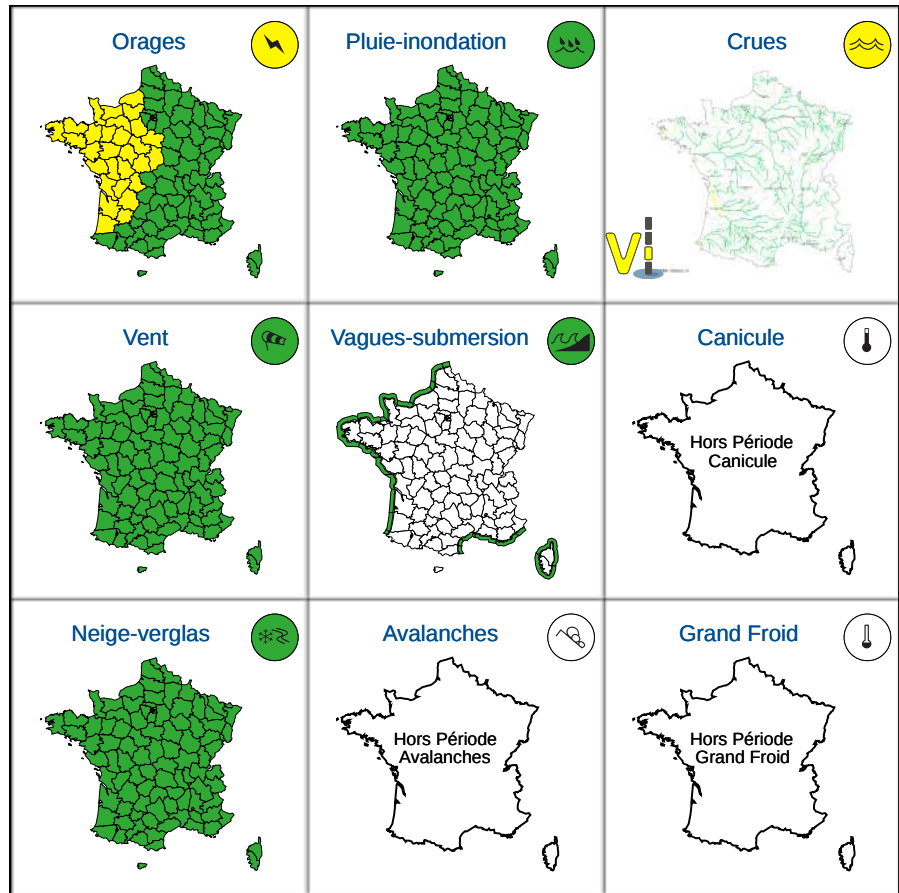 Orages
Pluie-inondation
Crues
Vi
Vent
Vagues-submersion
Canicule
Hors Période
Canicule
Neige-verglas
Avalanches
Grand Froid
Hors Période
Avalanches
Hors Période
Grand Froid